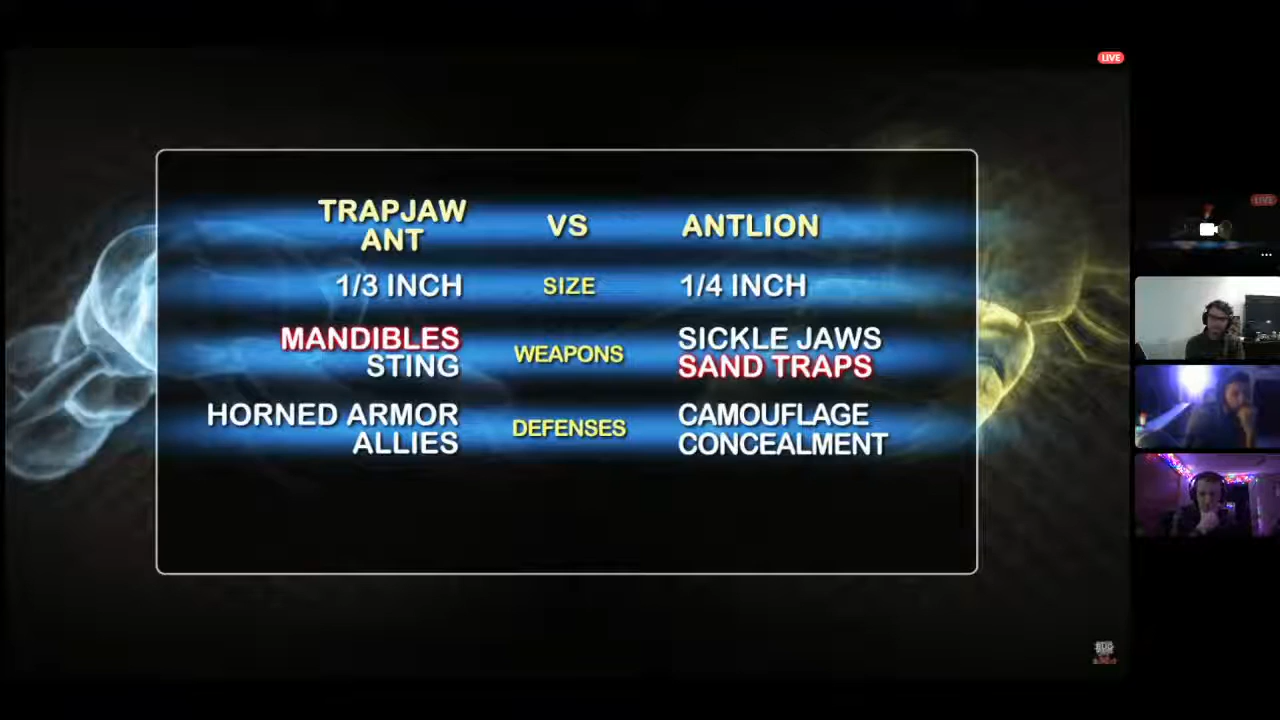 LIVE
TRAPJAW
ANT
VS
ANTLION
1/3 INCH
SIZE
1/4 INCH
MANDIBLES
STING
WEAPONS
SICKLE JAWS
SAND TRAPS
HORNED ARMOR
ALLIES
DEFENSES
CAMOUFLAGE
CONCEALMENT
LIVE